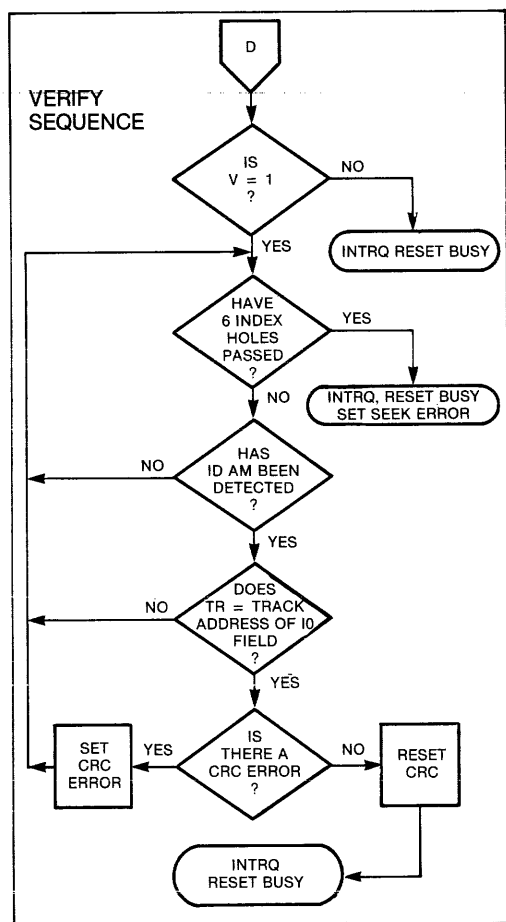 D
VERIFY
SEQUENCE
IS
V = 1
?
NO
YES
INTRQ RESET BUSY
HAVE
6 INDEX
HOLES
PASSED
?
YES
NO
INTRQ, RESET BUSY
SET SEEK ERROR
HAS
ID AM BEEN
DETECTED
?
NO
YES
DOES
TR = TRACK
ADDRESS OF I0
FIELD
?
NO
YES
IS
THERE A
CRC ERROR
?
YES
NO
SET
CRC
ERROR
RESET
CRC
INTRQ
RESET BUSY